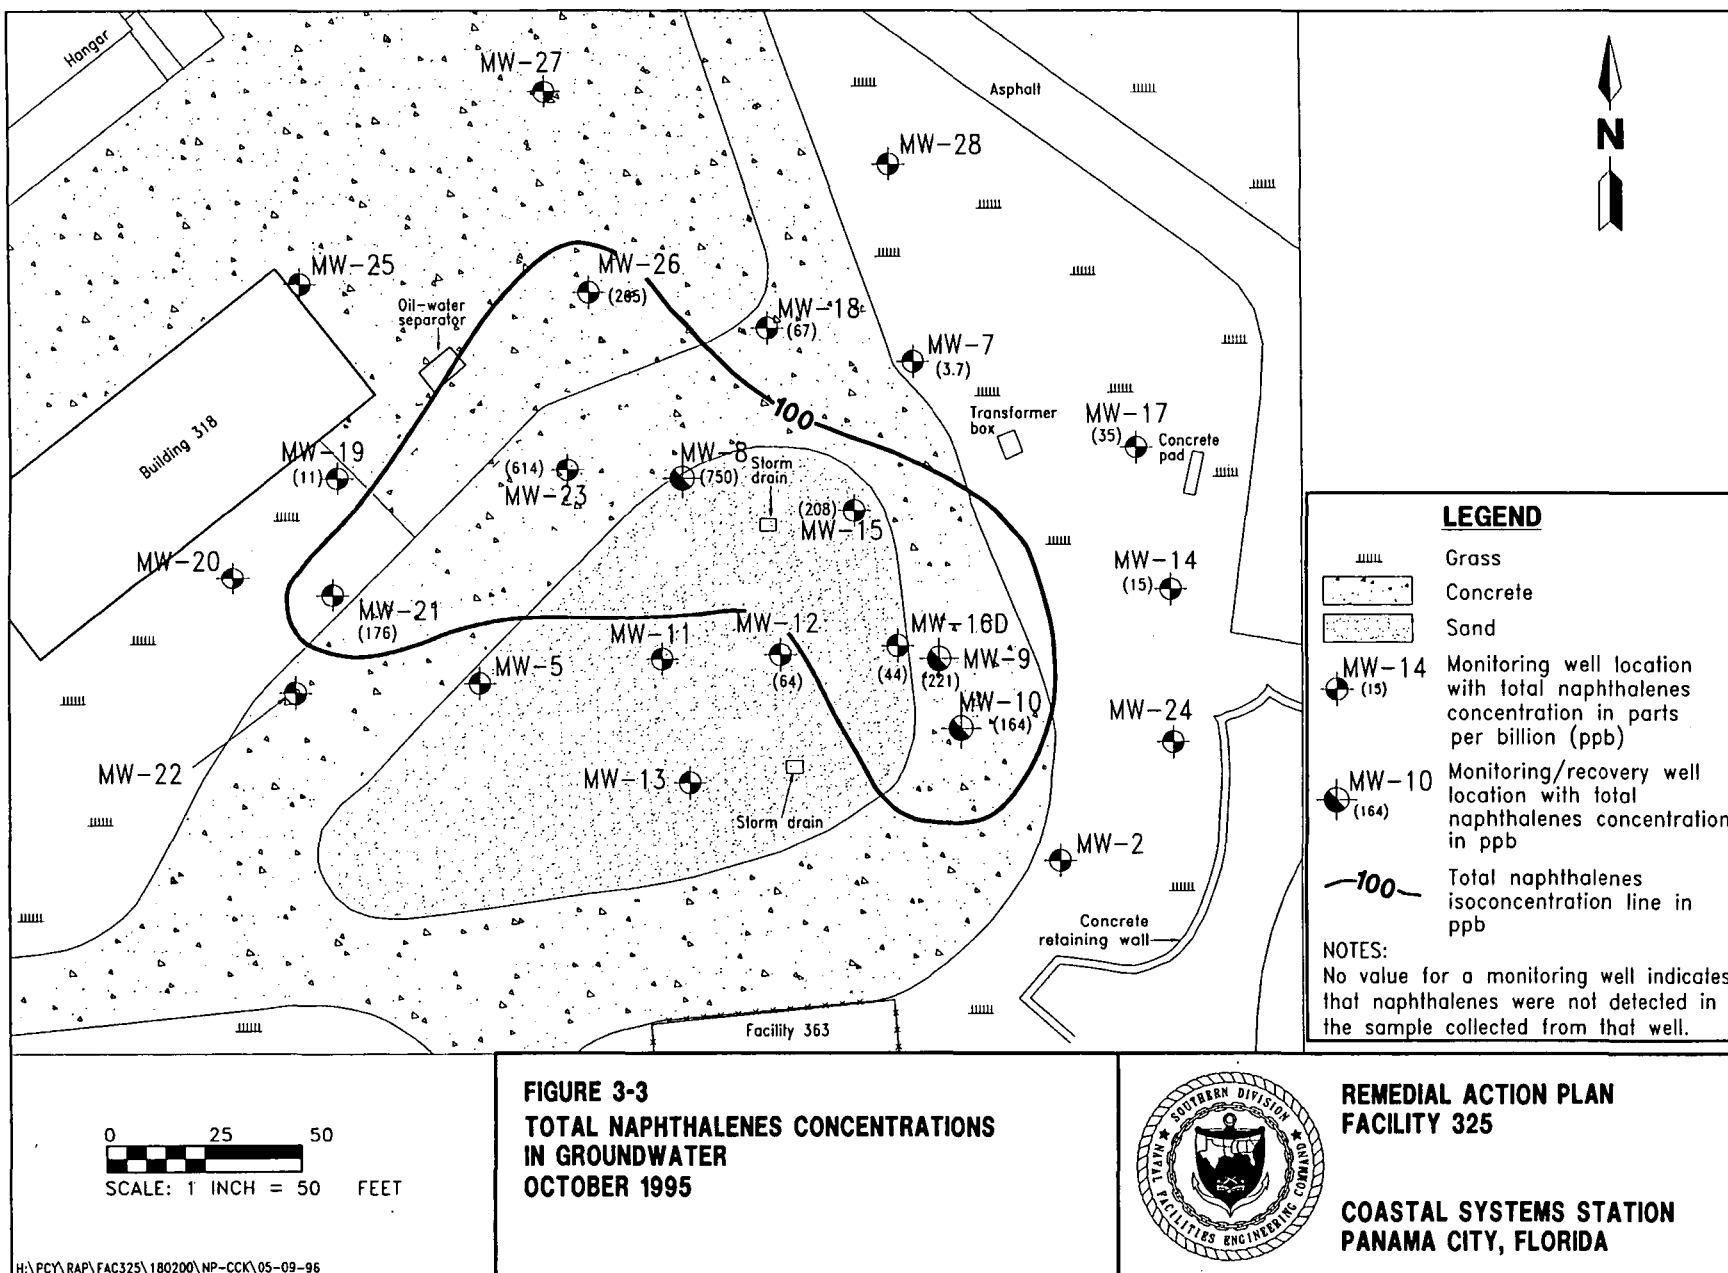 Hangar
MW-27
Asphalt
MW-28
N
MW-25
MW-26
(265)
Oil-water
separator
MW-18
(67)
MW-7
(3.7)
100
Transformer
box
MW-17
(35)
Concrete
pad
Building 318
MW-19
(11)
(614)
MW-23
MW-8
(750)
Storm
drain
(208)
MW-15
MW-20
MW-14
(15)
MW-21
(176)
MW-11
MW-12
(64)
MW-16D
(44)
MW-9
(221)
MW-5
MW-10
(164)
MW-24
MW-22
MW-13
Storm drain
MW-2
Concrete
retaining wall
Facility 363
LEGEND
Grass
Concrete
Sand
MW-14
(15)
Monitoring well location
with total naphthalenes
concentration in parts
per billion (ppb)
MW-10
(164)
Monitoring/recovery well
location with total
naphthalenes concentration
in ppb
100
Total naphthalenes
isoconcentration line in
ppb
NOTES:
No value for a monitoring well indicates
that naphthalenes were not detected in
the sample collected from that well.
0 25 50
SCALE: 1 INCH = 50 FEET
H:\PCY\RAP\FAC325\180200\NP-CCK\05-09-96
FIGURE 3-3
TOTAL NAPHTHALENES CONCENTRATIONS
IN GROUNDWATER
OCTOBER 1995
SOUTHERN DIVISION
NAVAL FACILITIES ENGINEERING COMMAND
REMEDIAL ACTION PLAN
FACILITY 325
COASTAL SYSTEMS STATION
PANAMA CITY, FLORIDA